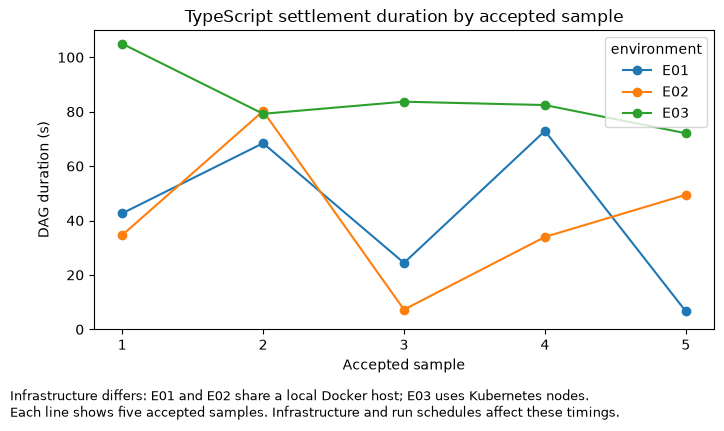 TypeScript settlement duration by accepted sample
environment
E01
E02
E03
DAG duration (s)
100
80
60
40
20
0
1 2 3 4 5
Accepted sample
Infrastructure differs: E01 and E02 share a local Docker host; E03 uses Kubernetes nodes.
Each line shows five accepted samples. Infrastructure and run schedules affect these timings.